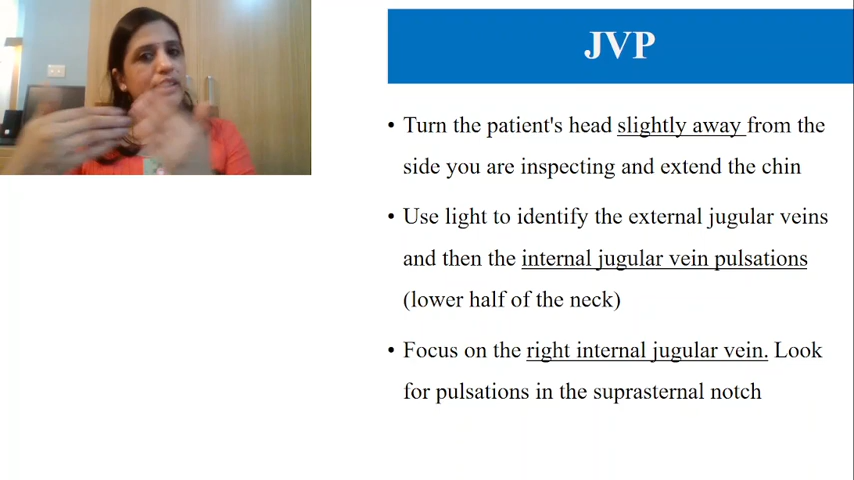 JVP
• Turn the patient's head slightly away from the
side you are inspecting and extend the chin
• Use light to identify the external jugular veins
and then the internal jugular vein pulsations
(lower half of the neck)
• Focus on the right internal jugular vein. Look
for pulsations in the suprasternal notch